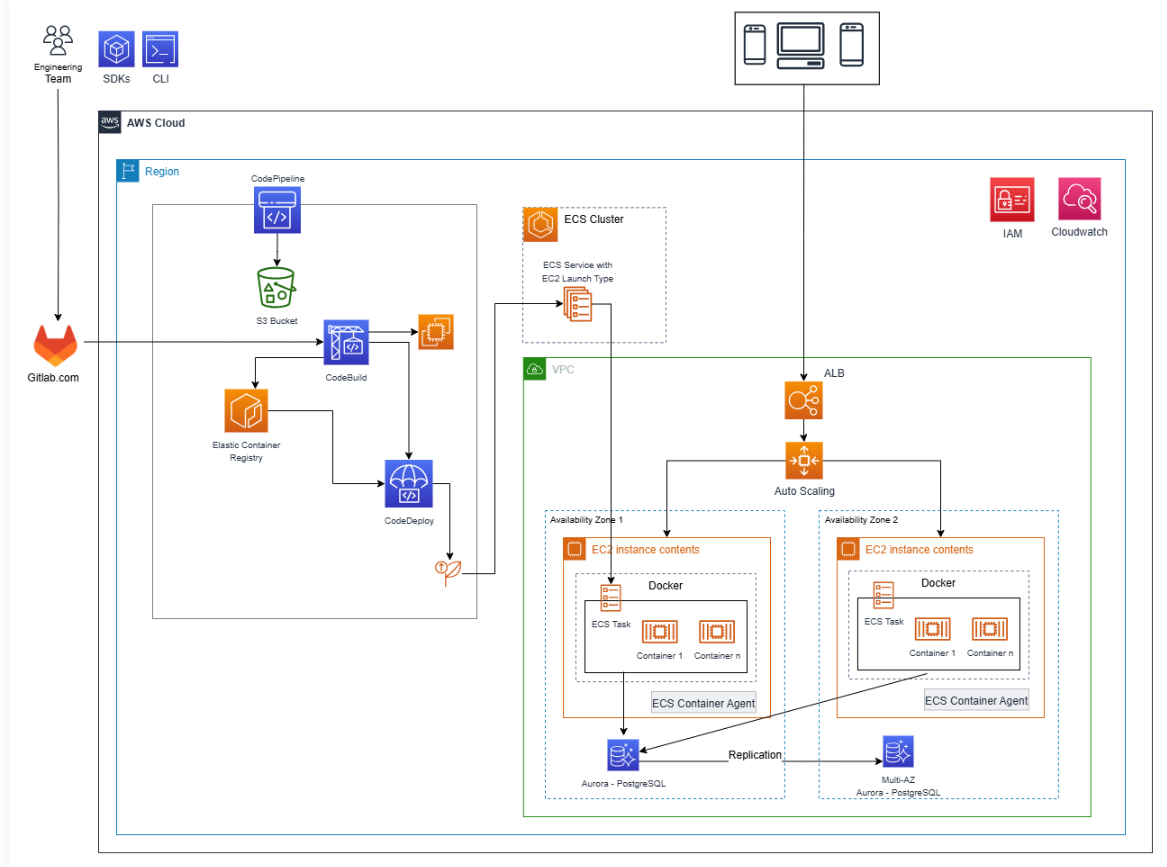 Engineering
Team
SDKs
CLI
aws
AWS Cloud
Region
CodePipeline
S3 Bucket
Gitlab.com
CodeBuild
Elastic Container
Registry
CodeDeploy
ECS Cluster
ECS Service with
EC2 Launch Type
IAM
Cloudwatch
VPC
ALB
Auto Scaling
Availability Zone 1
EC2 instance contents
Docker
ECS Task
Container 1
Container n
ECS Container Agent
Aurora - PostgreSQL
Replication
Availability Zone 2
EC2 instance contents
Docker
ECS Task
Container 1
Container n
ECS Container Agent
Multi-AZ
Aurora - PostgreSQL